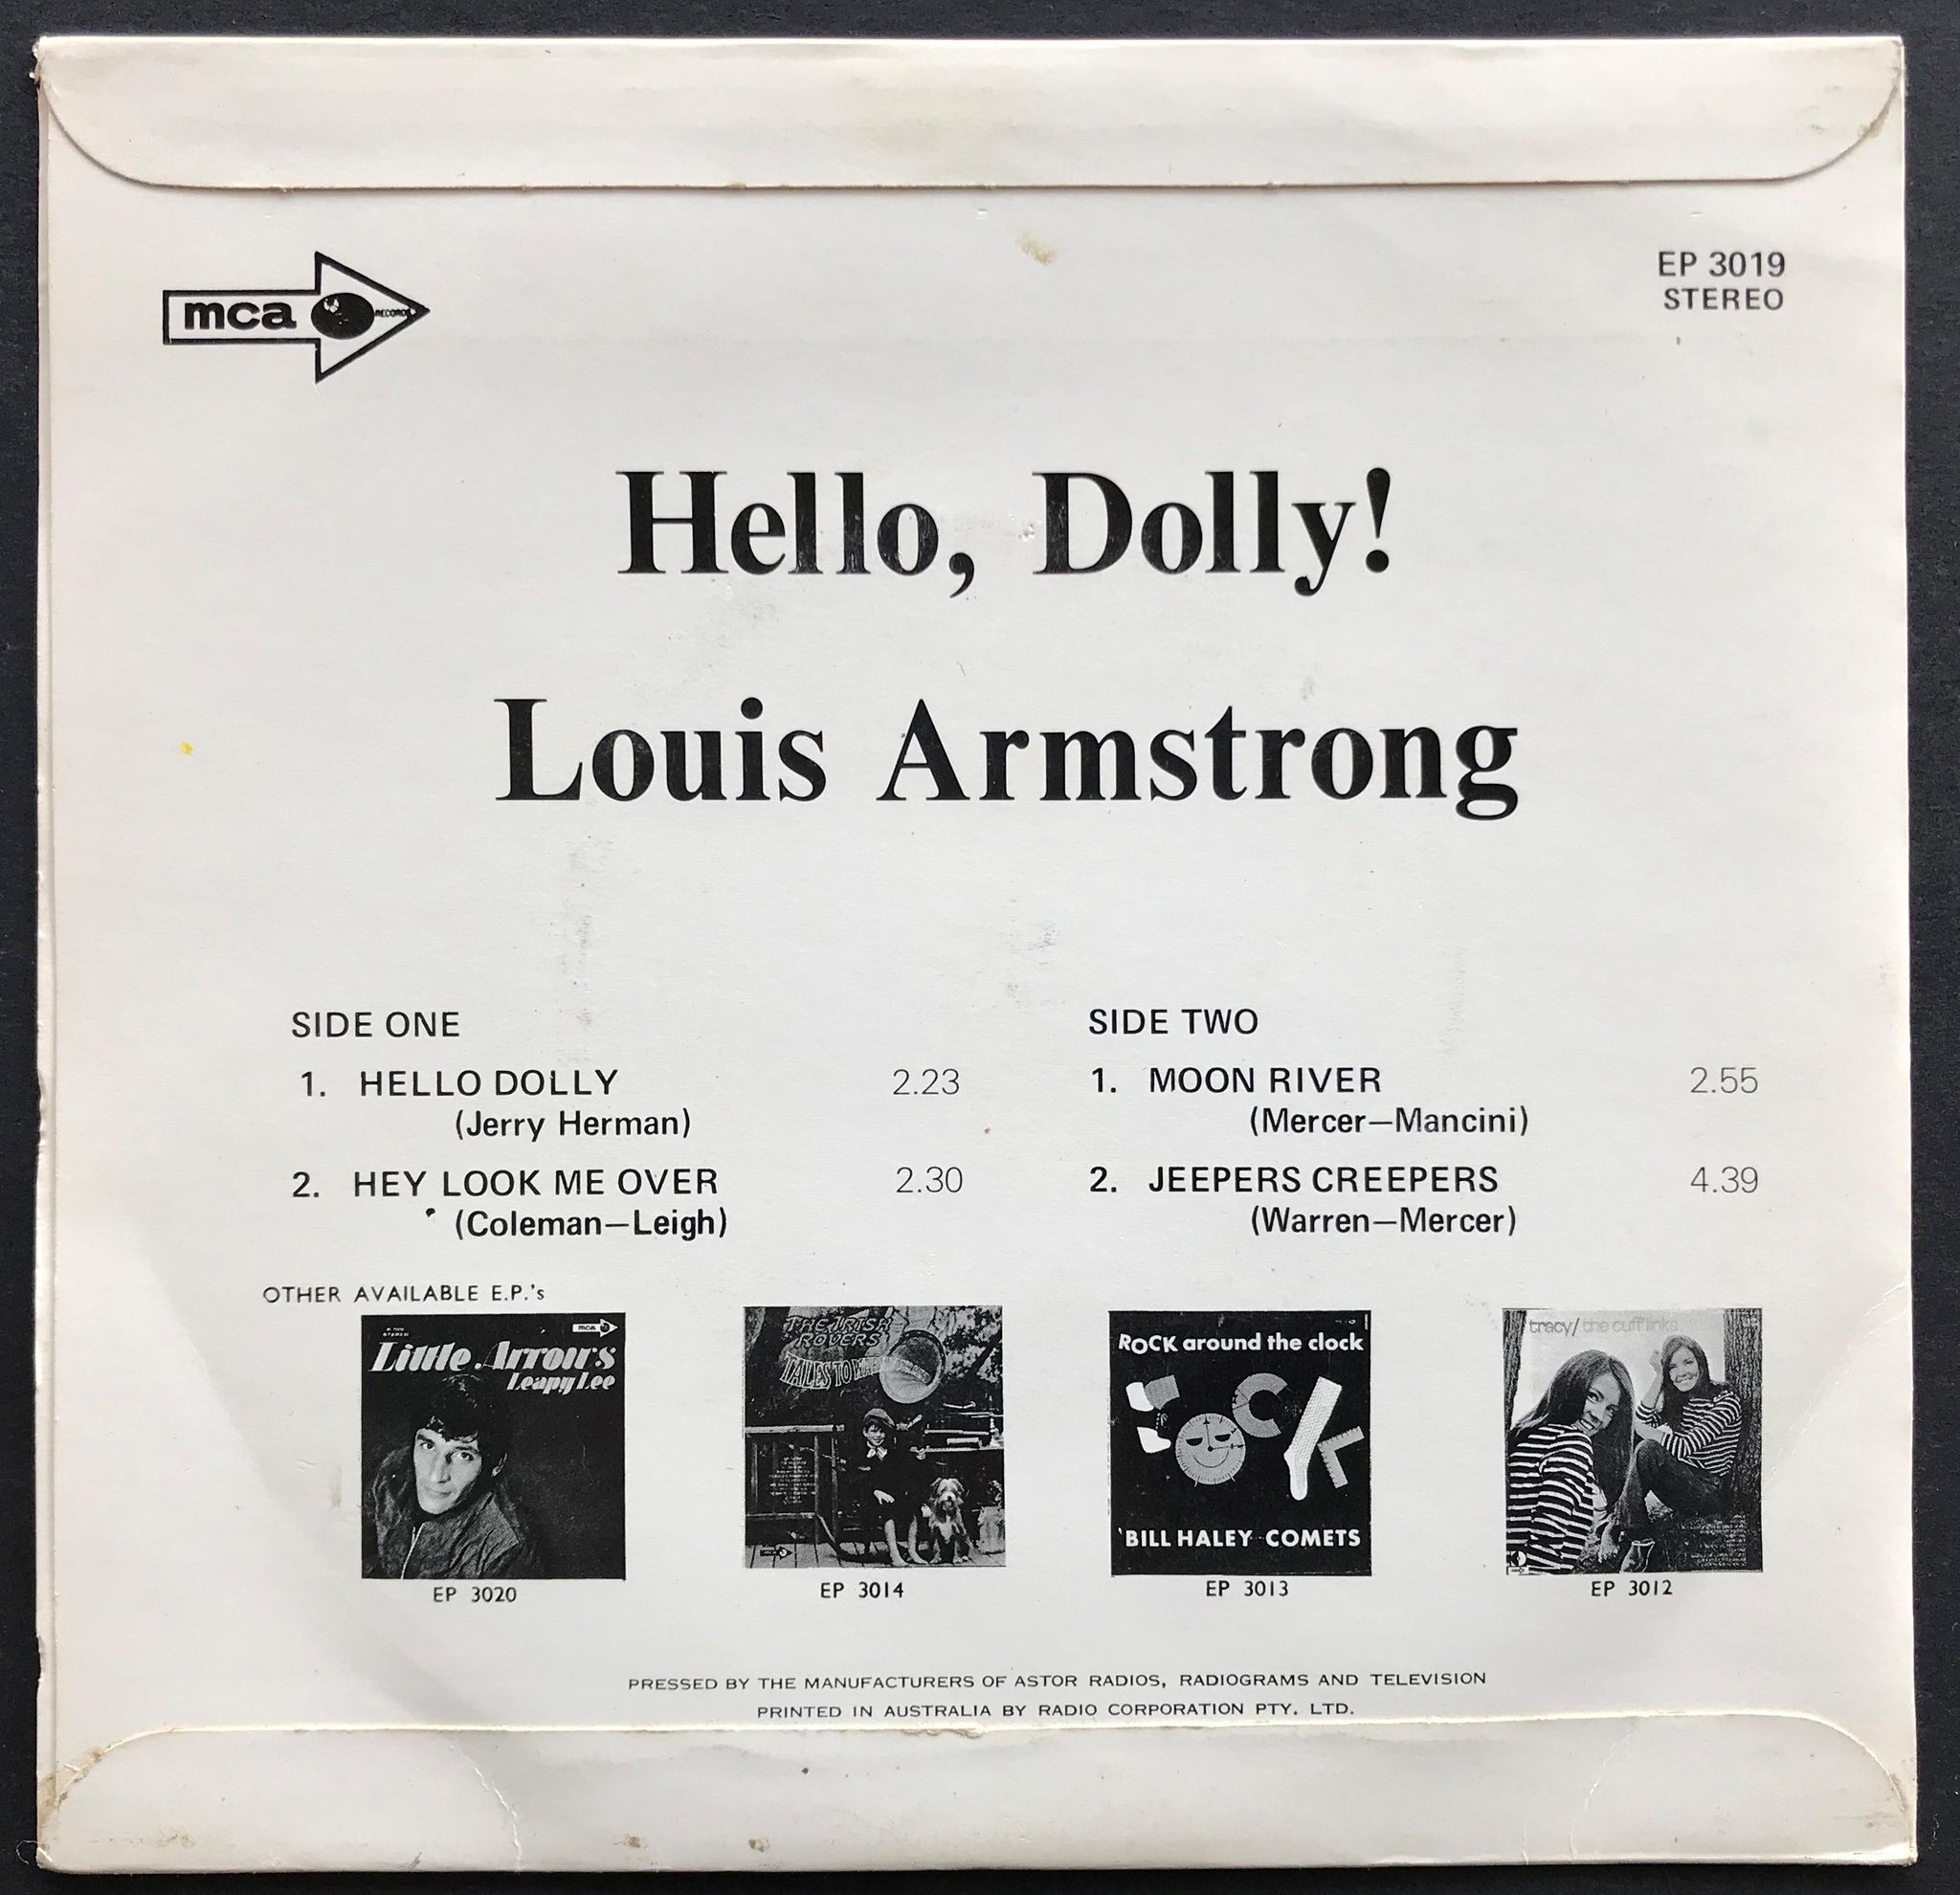 mca RECORDS
EP 3019
STEREO
Hello, Dolly!
Louis Armstrong
SIDE ONE
1. HELLO DOLLY 2.23
(Jerry Herman)
2. HEY LOOK ME OVER 2.30
(Coleman—Leigh)
SIDE TWO
1. MOON RIVER 2.55
(Mercer—Mancini)
2. JEEPERS CREEPERS 4.39
(Warren—Mercer)
OTHER AVAILABLE E.P.'s
mca
STEREO
Little Arrows
Leapy Lee
EP 3020
THE IRISH
ROVERS
TALES TO
EP 3014
ROCK around the clock
ROCK
BILL HALEY COMETS
EP 3013
tracy/ the cuff links
EP 3012
PRESSED BY THE MANUFACTURERS OF ASTOR RADIOS, RADIOGRAMS AND TELEVISION
PRINTED IN AUSTRALIA BY RADIO CORPORATION PTY. LTD.